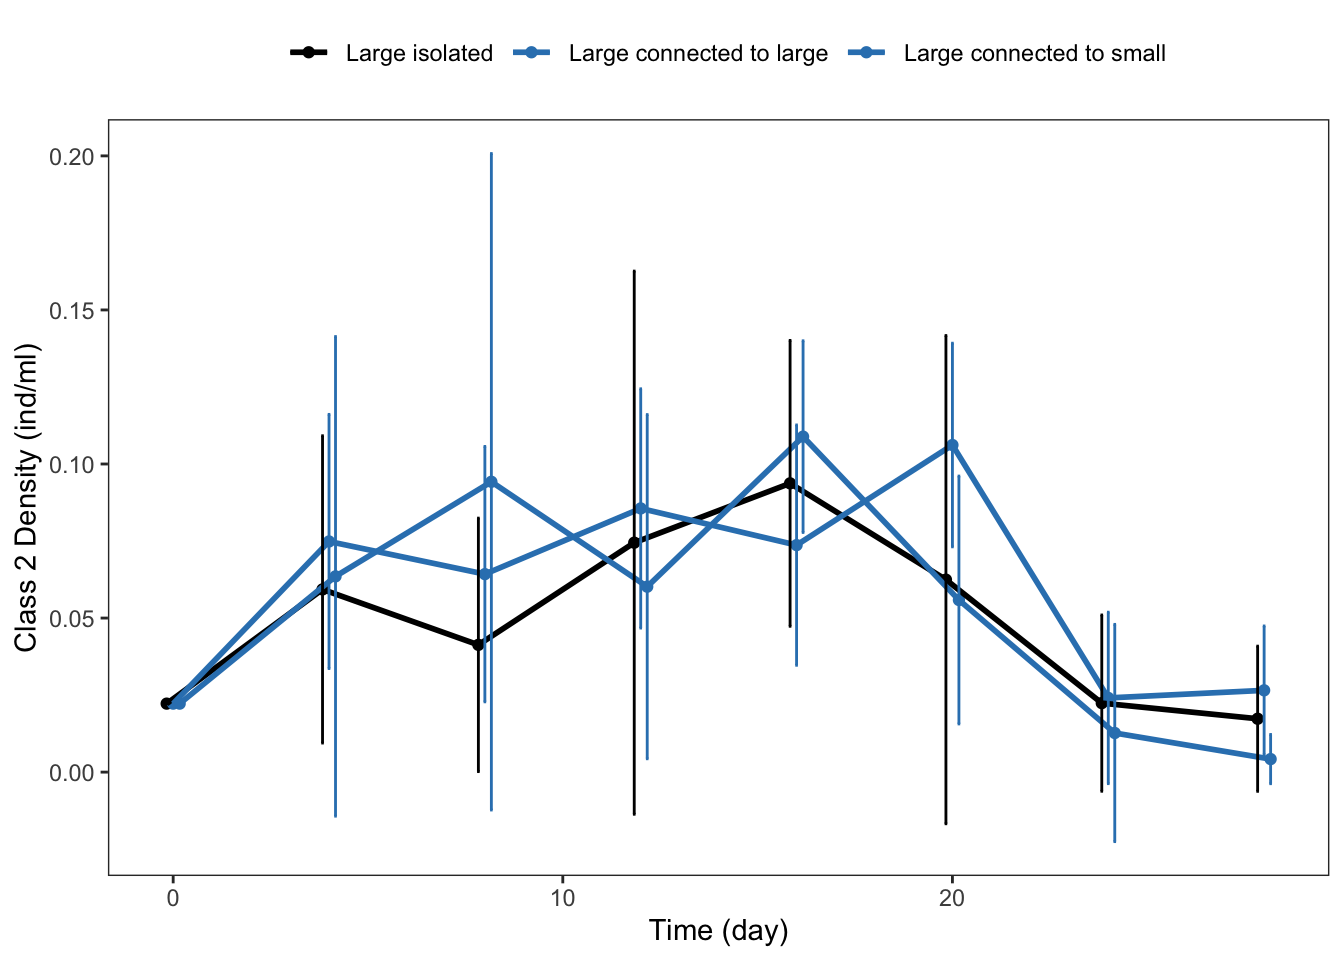 Large isolated Large connected to large Large connected to small
0.20
0.15
0.10
0.05
0.00
Class 2 Density (ind/ml)
0 10 20
Time (day)